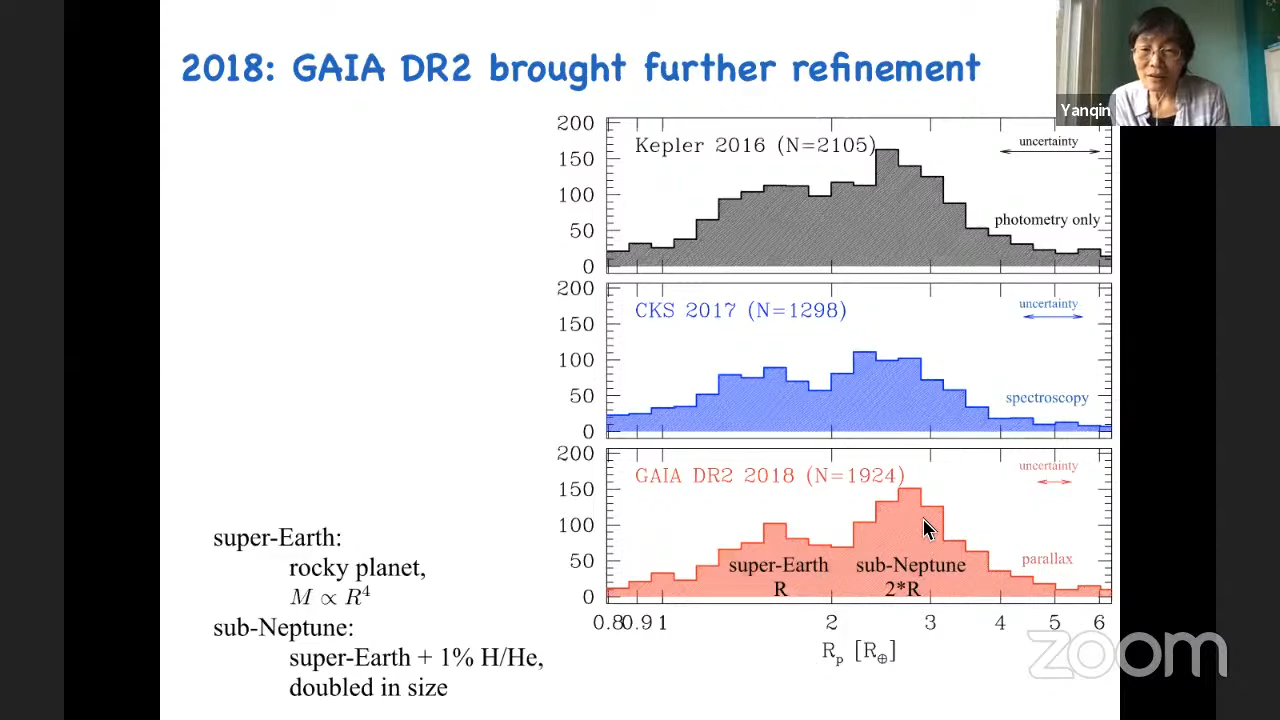 2018: GAIA DR2 brought further refinement
Yanqin
200
150
100
50
0
Kepler 2016 (N=2105)
uncertainty
photometry only
200
150
100
50
0
CKS 2017 (N=1298)
uncertainty
spectroscopy
200
150
100
50
0
GAIA DR2 2018 (N=1924)
uncertainty
parallax
super-Earth
R
sub-Neptune
2*R
0.8 0.9 1 2 3 4 5 6
Rₚ [R⊕]
super-Earth:
rocky planet,
M ∝ R⁴
sub-Neptune:
super-Earth + 1% H/He,
doubled in size
zoom